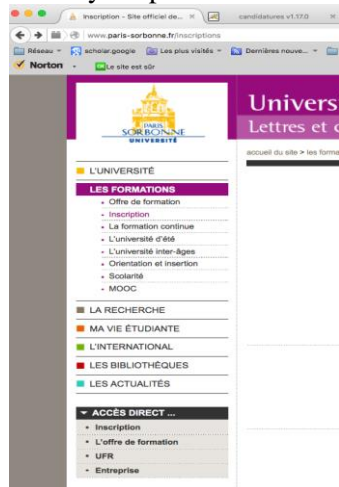 Inscription - Site officiel de...
candidatures v1.17.0
www.paris-sorbonne.fr/inscriptions
Réseau
scholar.google
Les plus visités
Dernières nouve...
Norton
OK
Le site est sûr
PARIS
SORBONNE
UNIVERSITÉ
Univers
Lettres et c
accueil du site > les forma
L'UNIVERSITÉ
LES FORMATIONS
Offre de formation
Inscription
La formation continue
L'université d'été
L'université inter-âges
Orientation et insertion
Scolarité
MOOC
LA RECHERCHE
MA VIE ÉTUDIANTE
L'INTERNATIONAL
LES BIBLIOTHÈQUES
LES ACTUALITÉS
ACCÈS DIRECT ...
Inscription
L'offre de formation
UFR
Entreprise